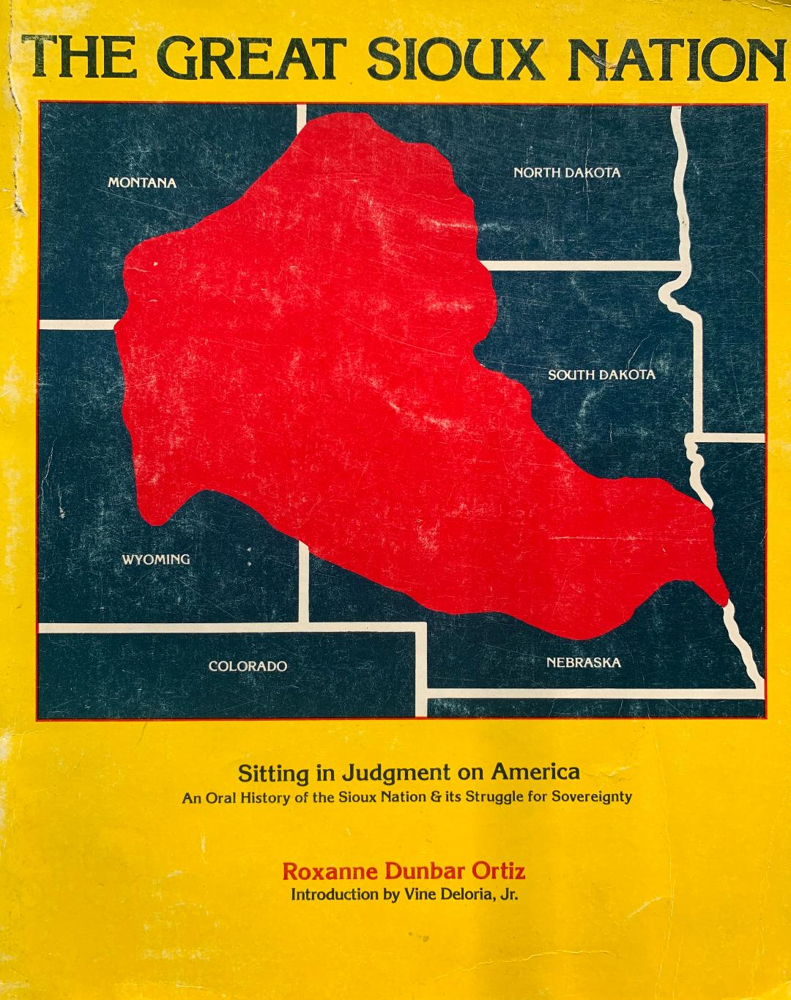 THE GREAT SIOUX NATION
MONTANA
NORTH DAKOTA
SOUTH DAKOTA
WYOMING
COLORADO
NEBRASKA
Sitting in Judgment on America
An Oral History of the Sioux Nation & its Struggle for Sovereignty
Roxanne Dunbar Ortiz
Introduction by Vine Deloria, Jr.